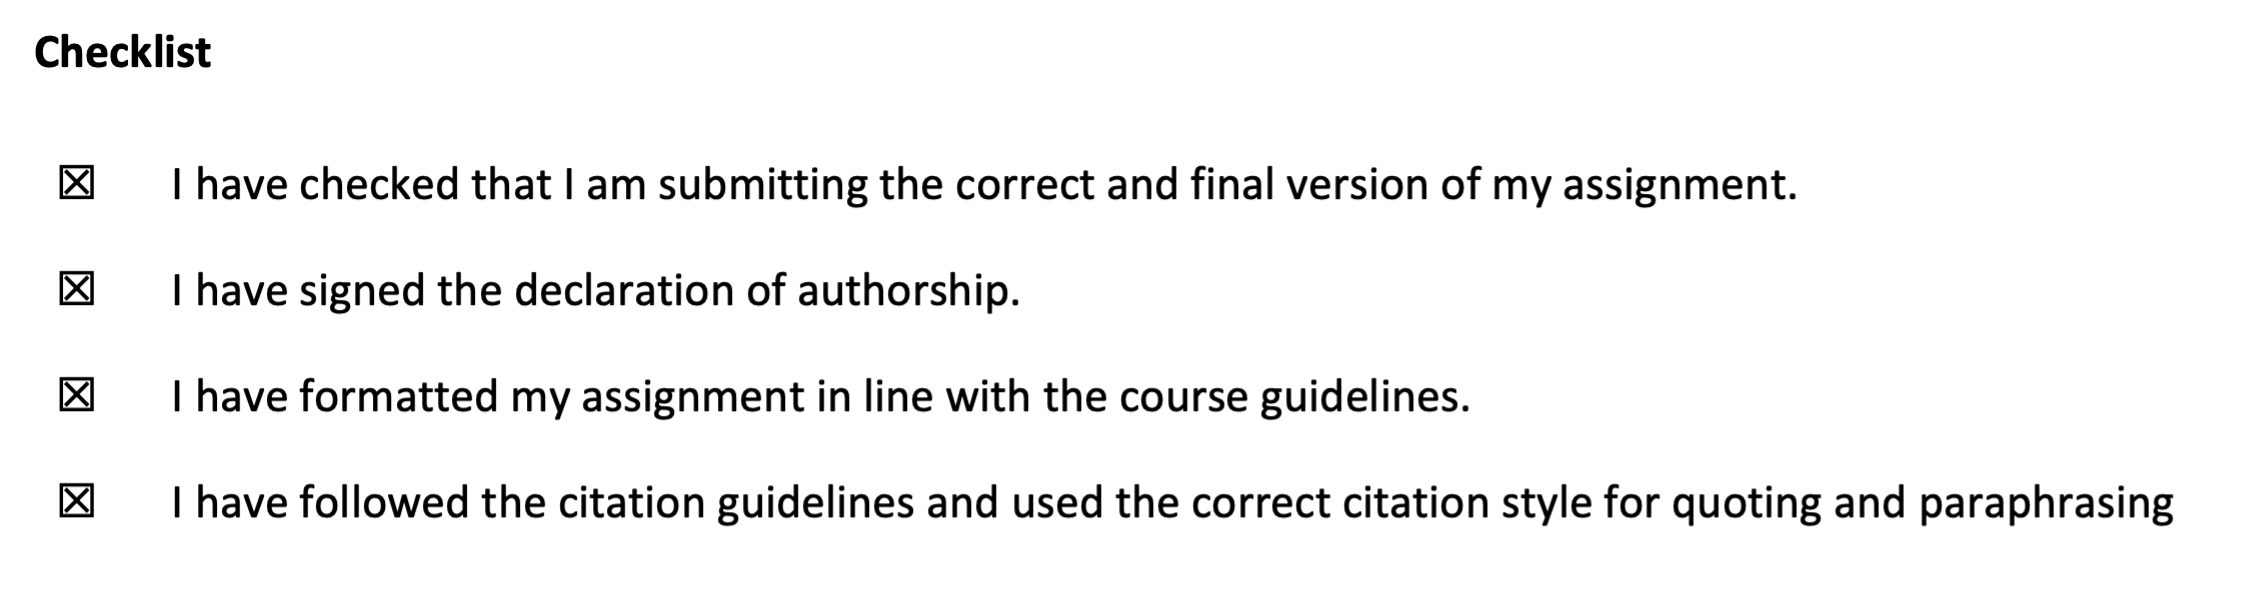 Checklist
☒ I have checked that I am submitting the correct and final version of my assignment.
☒ I have signed the declaration of authorship.
☒ I have formatted my assignment in line with the course guidelines.
☒ I have followed the citation guidelines and used the correct citation style for quoting and paraphrasing